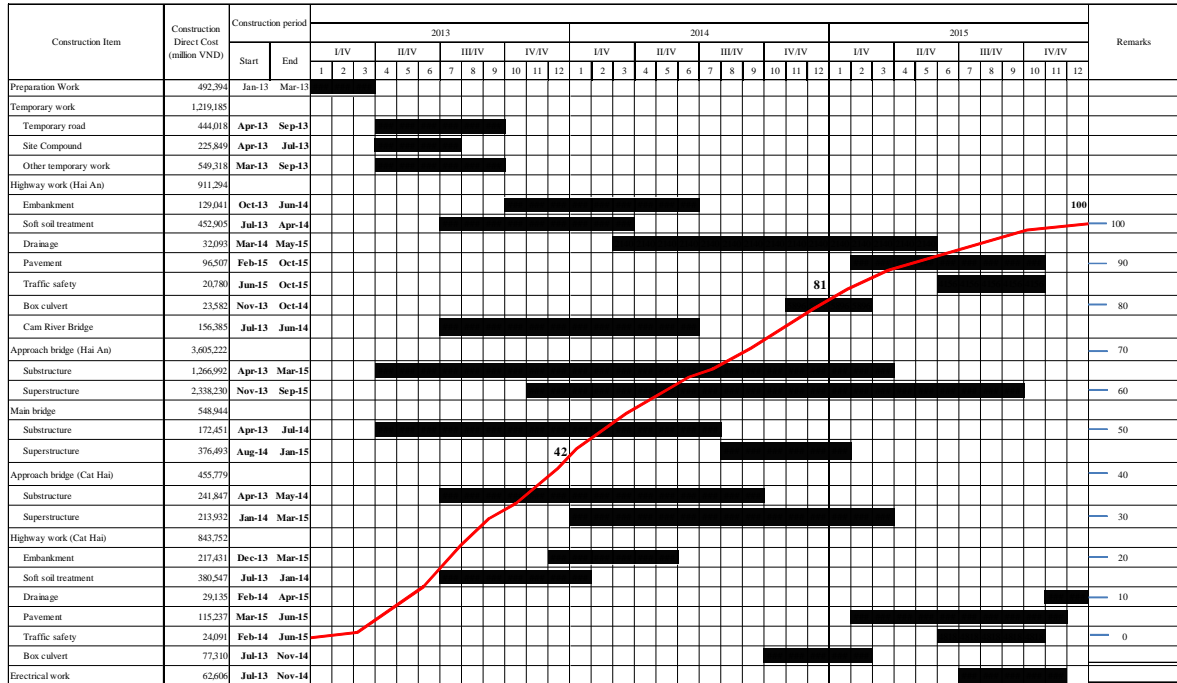 Construction Item Construction Direct Cost (million VND) Construction period Remarks
2013 2014 2015
Start End I/IV II/IV III/IV IV/IV I/IV II/IV III/IV IV/IV I/IV II/IV III/IV IV/IV
1 2 3 4 5 6 7 8 9 10 11 12 1 2 3 4 5 6 7 8 9 10 11 12 1 2 3 4 5 6 7 8 9 10 11 12
Preparation Work 492,394 Jan-13 Mar-13
Temporary work 1,219,185
Temporary road 444,018 Apr-13 Sep-13
Site Compound 225,849 Apr-13 Jul-13
Other temporary work 549,318 Mar-13 Sep-13
Highway work (Hai An) 911,294
Embankment 129,041 Oct-13 Jun-14 100
Soft soil treatment 452,905 Jul-13 Apr-14 100
Drainage 32,093 Mar-14 May-15
Pavement 96,507 Feb-15 Oct-15 90
Traffic safety 20,780 Jun-15 Oct-15 81
Box culvert 23,582 Nov-13 Oct-14 80
Cam River Bridge 156,385 Jul-13 Jun-14
Approach bridge (Hai An) 3,605,222 70
Substructure 1,266,992 Apr-13 Mar-15
Superstructure 2,338,230 Nov-13 Sep-15 60
Main bridge 548,944
Substructure 172,451 Apr-13 Jul-14 50
Superstructure 376,493 Aug-14 Jan-15 42
Approach bridge (Cat Hai) 455,779 40
Substructure 241,847 Apr-13 May-14
Superstructure 213,932 Jan-14 Mar-15 30
Highway work (Cat Hai) 843,752
Embankment 217,431 Dec-13 Mar-15 20
Soft soil treatment 380,547 Jul-13 Jan-14
Drainage 29,135 Feb-14 Apr-15 10
Pavement 115,237 Mar-15 Jun-15
Traffic safety 24,091 Feb-14 Jun-15 0
Box culvert 77,310 Jul-13 Nov-14
Erectrical work 62,606 Jul-13 Nov-14